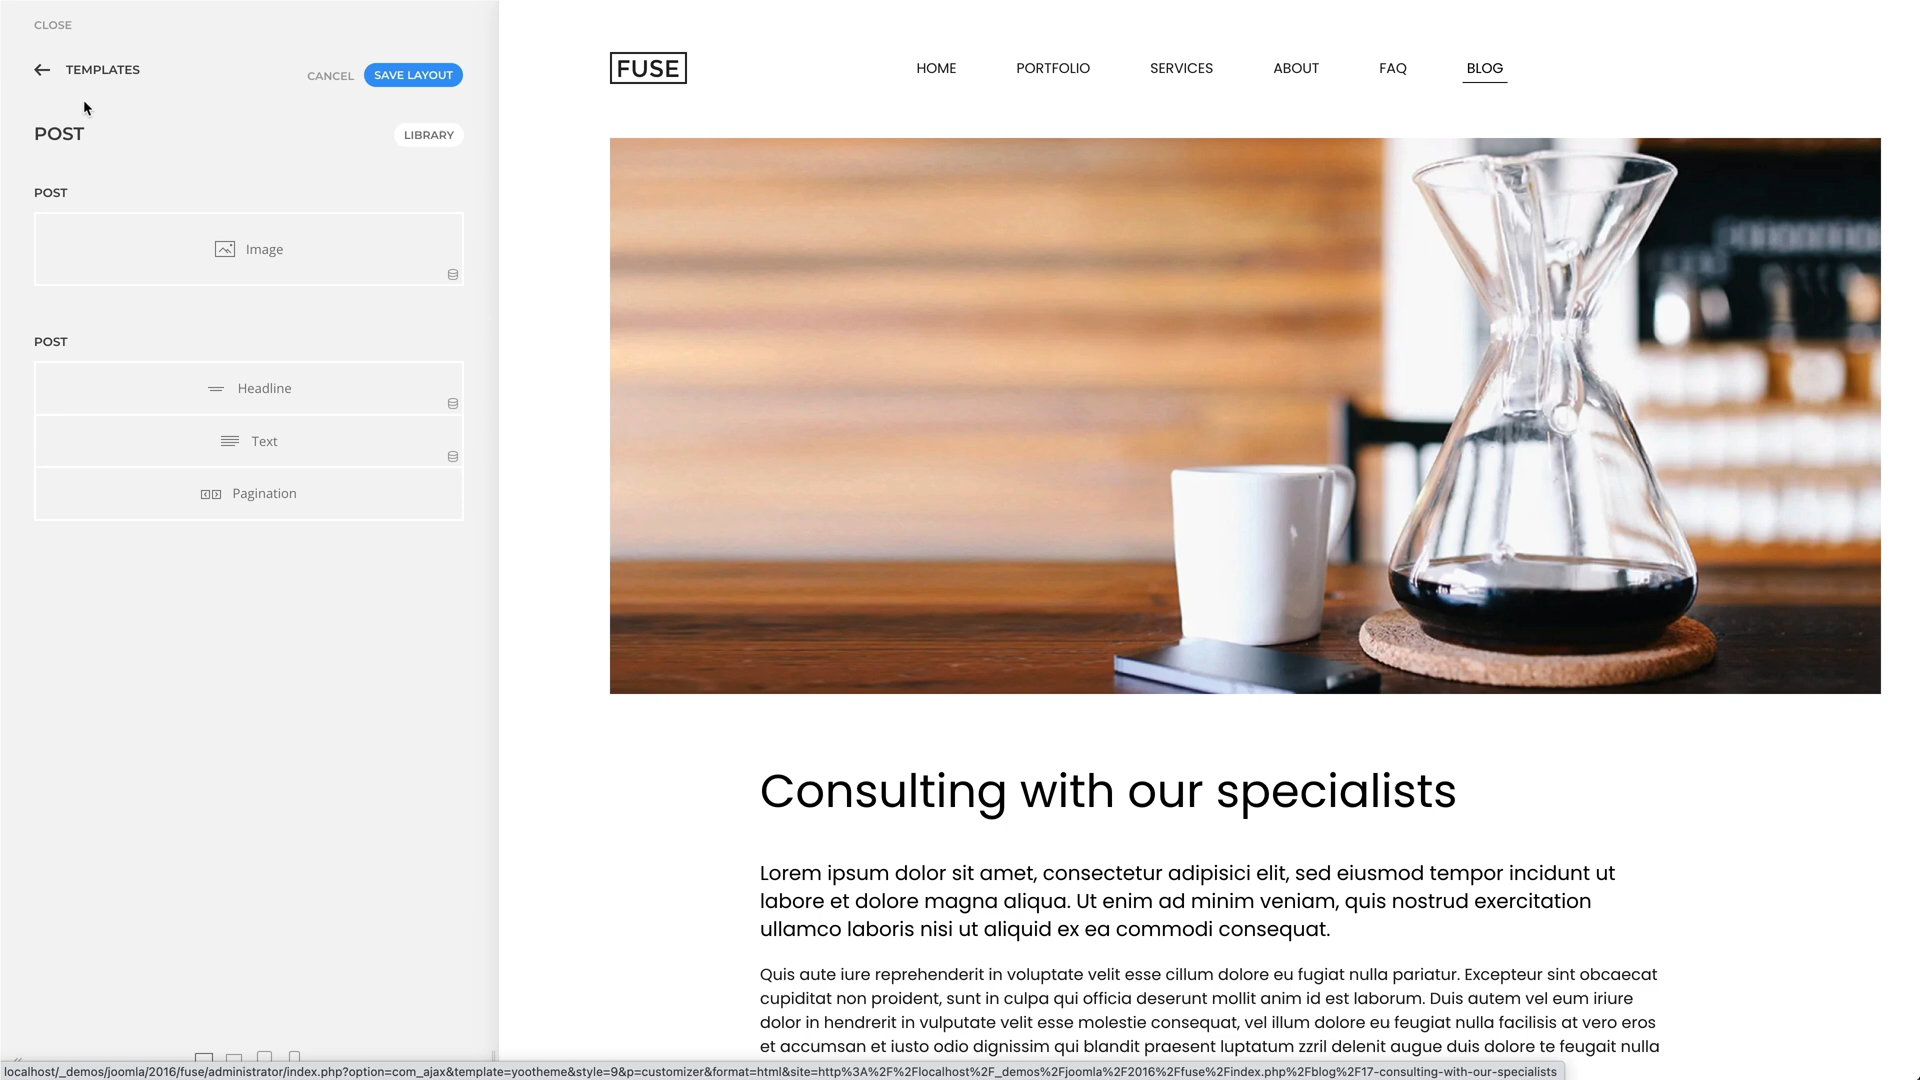 CLOSE
TEMPLATES
CANCEL
SAVE LAYOUT
POST
LIBRARY
POST
Image
POST
Headline
Text
Pagination
FUSE
HOME
PORTFOLIO
SERVICES
ABOUT
FAQ
BLOG
Consulting with our specialists
Lorem ipsum dolor sit amet, consectetur adipisici elit, sed eiusmod tempor incidunt ut
labore et dolore magna aliqua. Ut enim ad minim veniam, quis nostrud exercitation
ullamco laboris nisi ut aliquid ex ea commodi consequat.
Quis aute iure reprehenderit in voluptate velit esse cillum dolore eu fugiat nulla pariatur. Excepteur sint obcaecat
cupiditat non proident, sunt in culpa qui officia deserunt mollit anim id est laborum. Duis autem vel eum iriure
dolor in hendrerit in vulputate velit esse molestie consequat, vel illum dolore eu feugiat nulla facilisis at vero eros
et accumsan et iusto odio dignissim qui blandit praesent luptatum zzril delenit augue duis dolore te feugait nulla
localhost/_demos/joomla/2016/fuse/administrator/index.php?option=com_ajax&template=yootheme&style=9&p=customizer&format=html&site=http%3A%2F%2Flocalhost%2F_demos%2Fjoomla%2F2016%2Ffuse%2Findex.php%2Fblog%2F17-consulting-with-our-specialists